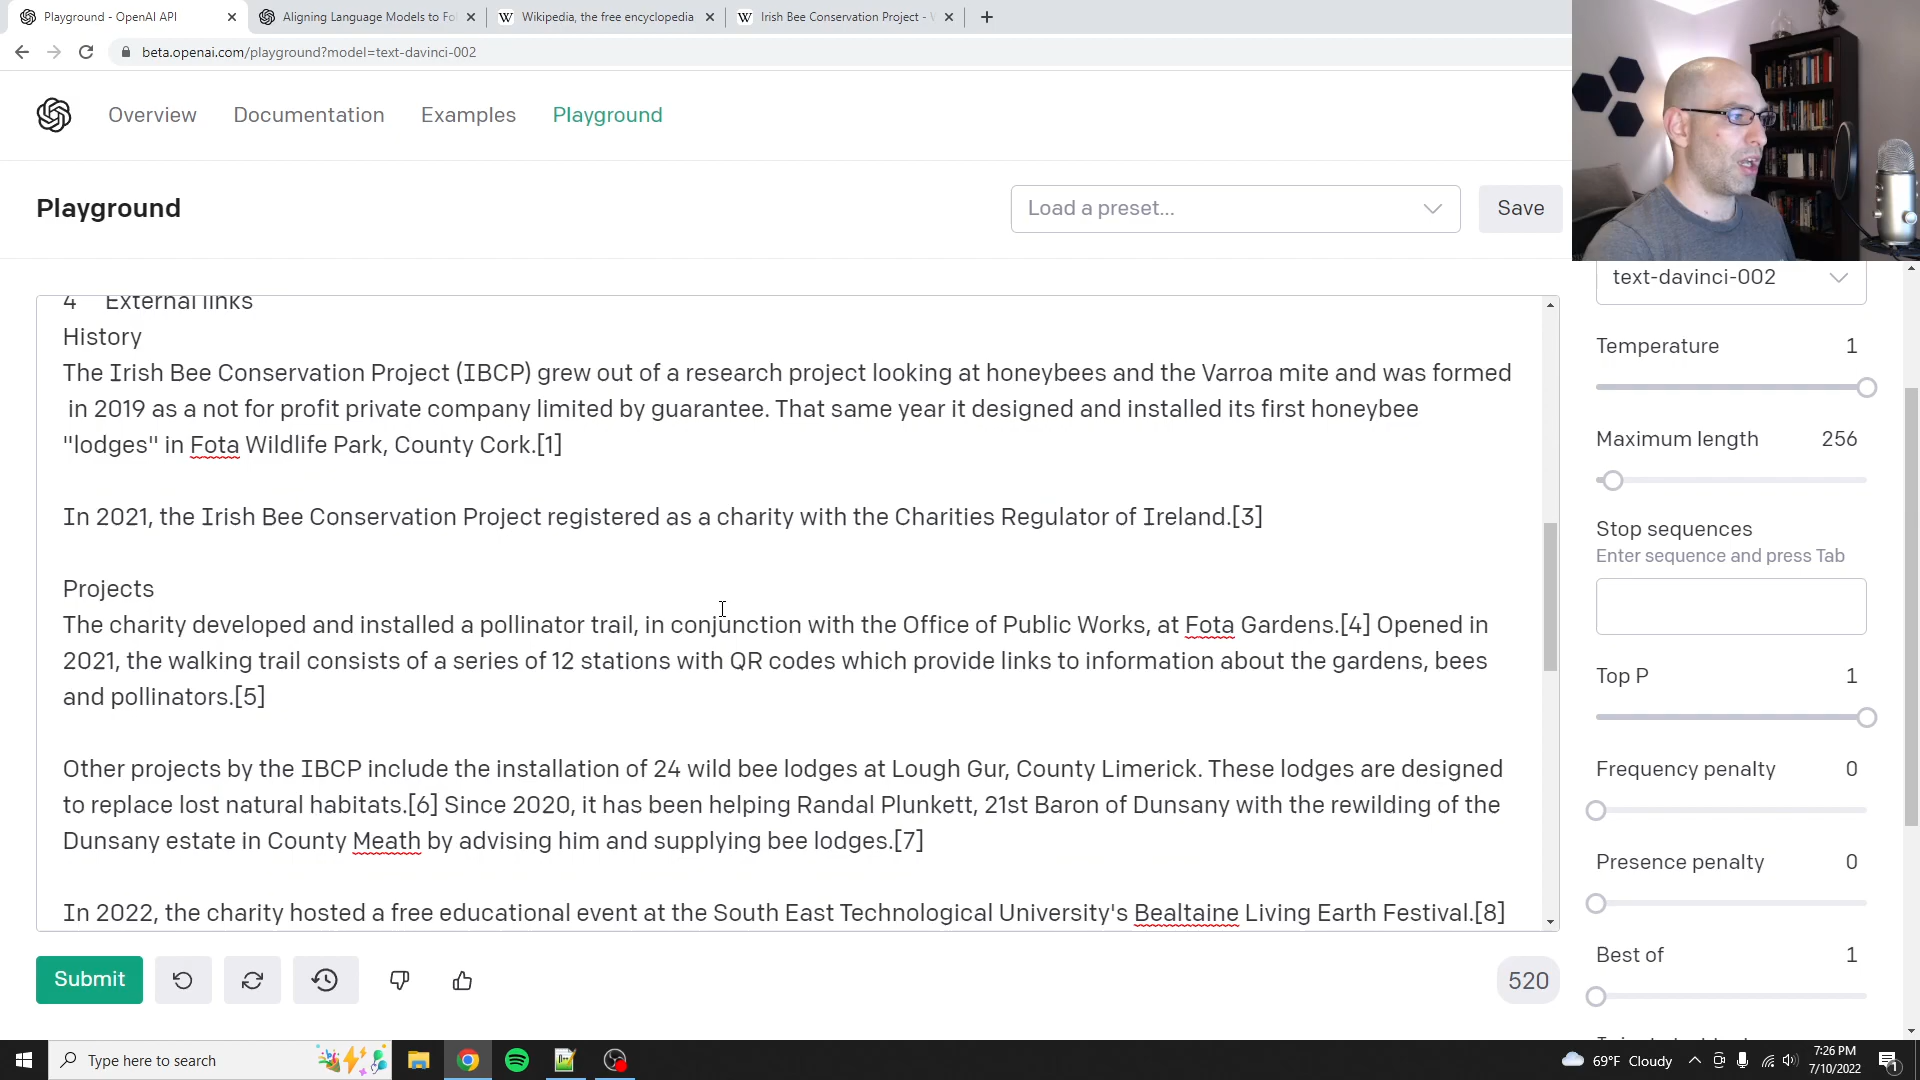 Playground - OpenAI API
Aligning Language Models to Fo
Wikipedia, the free encyclopedia
Irish Bee Conservation Project -
beta.openai.com/playground?model=text-davinci-002
Overview
Documentation
Examples
Playground
Playground
Load a preset...
Save
4 External links
History
The Irish Bee Conservation Project (IBCP) grew out of a research project looking at honeybees and the Varroa mite and was formed
in 2019 as a not for profit private company limited by guarantee. That same year it designed and installed its first honeybee
"lodges" in Fota Wildlife Park, County Cork.[1]
In 2021, the Irish Bee Conservation Project registered as a charity with the Charities Regulator of Ireland.[3]
Projects
The charity developed and installed a pollinator trail, in conjunction with the Office of Public Works, at Fota Gardens.[4] Opened in
2021, the walking trail consists of a series of 12 stations with QR codes which provide links to information about the gardens, bees
and pollinators.[5]
Other projects by the IBCP include the installation of 24 wild bee lodges at Lough Gur, County Limerick. These lodges are designed
to replace lost natural habitats.[6] Since 2020, it has been helping Randal Plunkett, 21st Baron of Dunsany with the rewilding of the
Dunsany estate in County Meath by advising him and supplying bee lodges.[7]
In 2022, the charity hosted a free educational event at the South East Technological University's Bealtaine Living Earth Festival.[8]
Submit
520
text-davinci-002
Temperature 1
Maximum length 256
Stop sequences
Enter sequence and press Tab
Top P 1
Frequency penalty 0
Presence penalty 0
Best of 1
Type here to search
69°F Cloudy
7:26 PM
7/10/2022
1